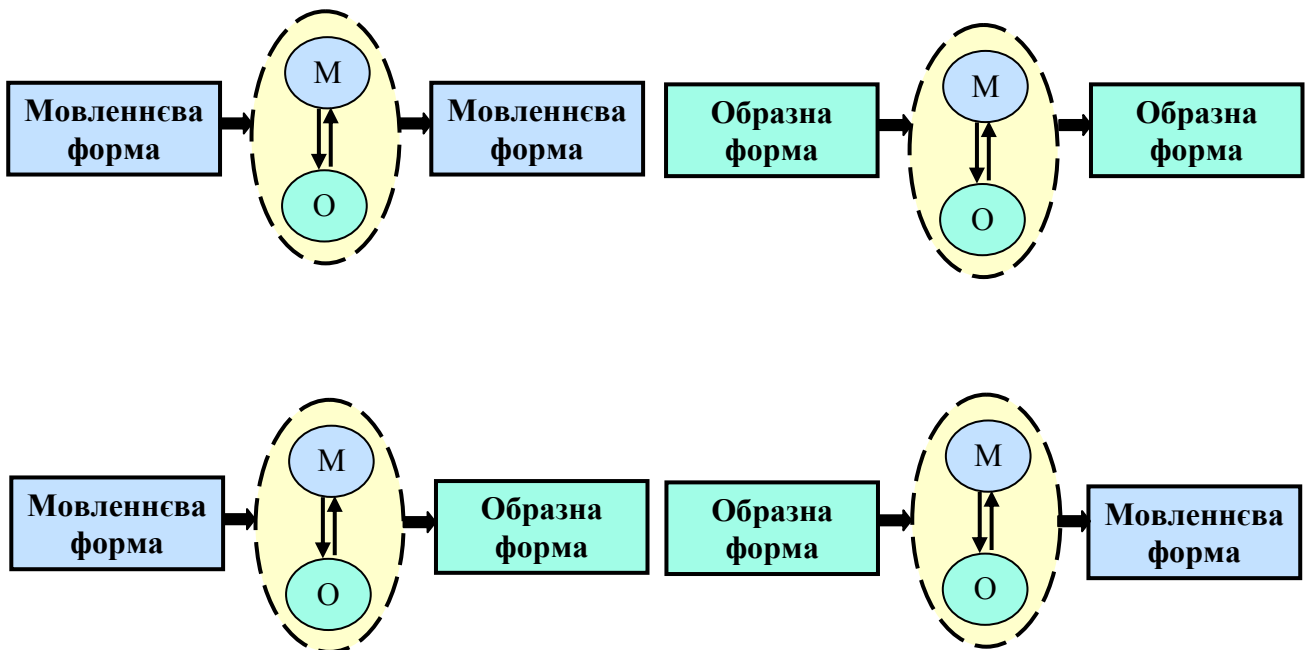 М
Мовленнєва
форма
Мовленнєва
форма
О
М
Образна
форма
Образна
форма
О
М
Мовленнєва
форма
Образна
форма
О
М
Образна
форма
Мовленнєва
форма
О